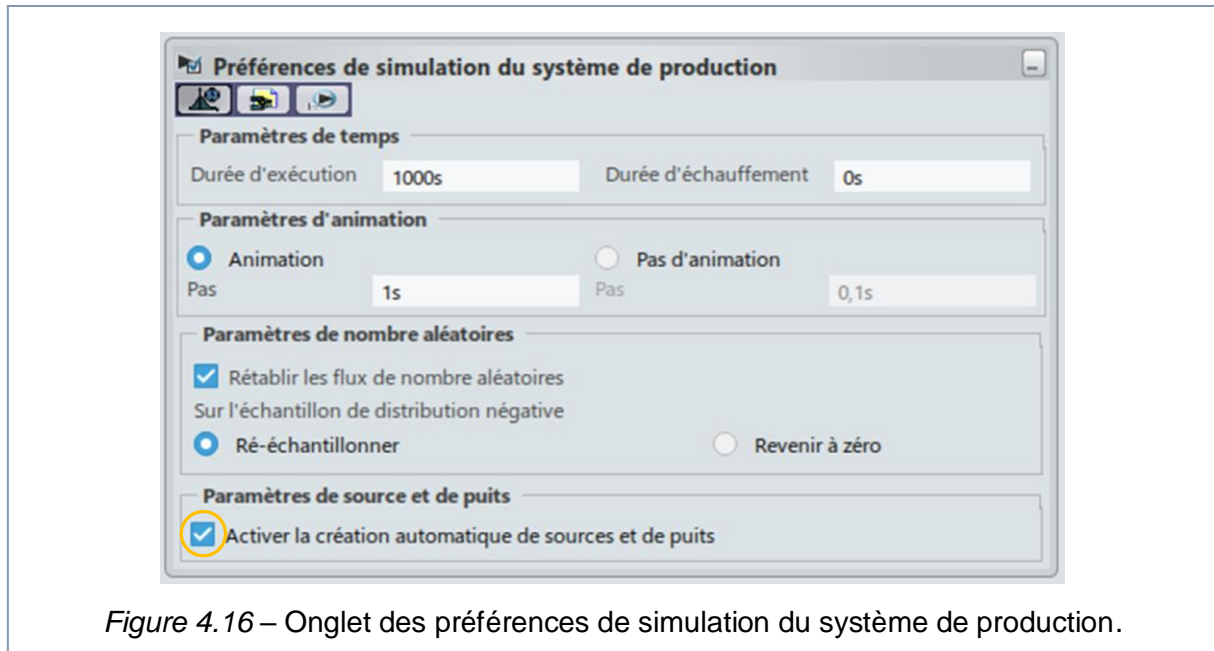 Préférences de simulation du système de production
Paramètres de temps
Durée d'exécution 1000s Durée d'échauffement 0s
Paramètres d'animation
Animation Pas d'animation
Pas 1s Pas 0,1s
Paramètres de nombre aléatoires
Rétablir les flux de nombre aléatoires
Sur l'échantillon de distribution négative
Ré-échantillonner Revenir à zéro
Paramètres de source et de puits
Activer la création automatique de sources et de puits
Figure 4.16 – Onglet des préférences de simulation du système de production.